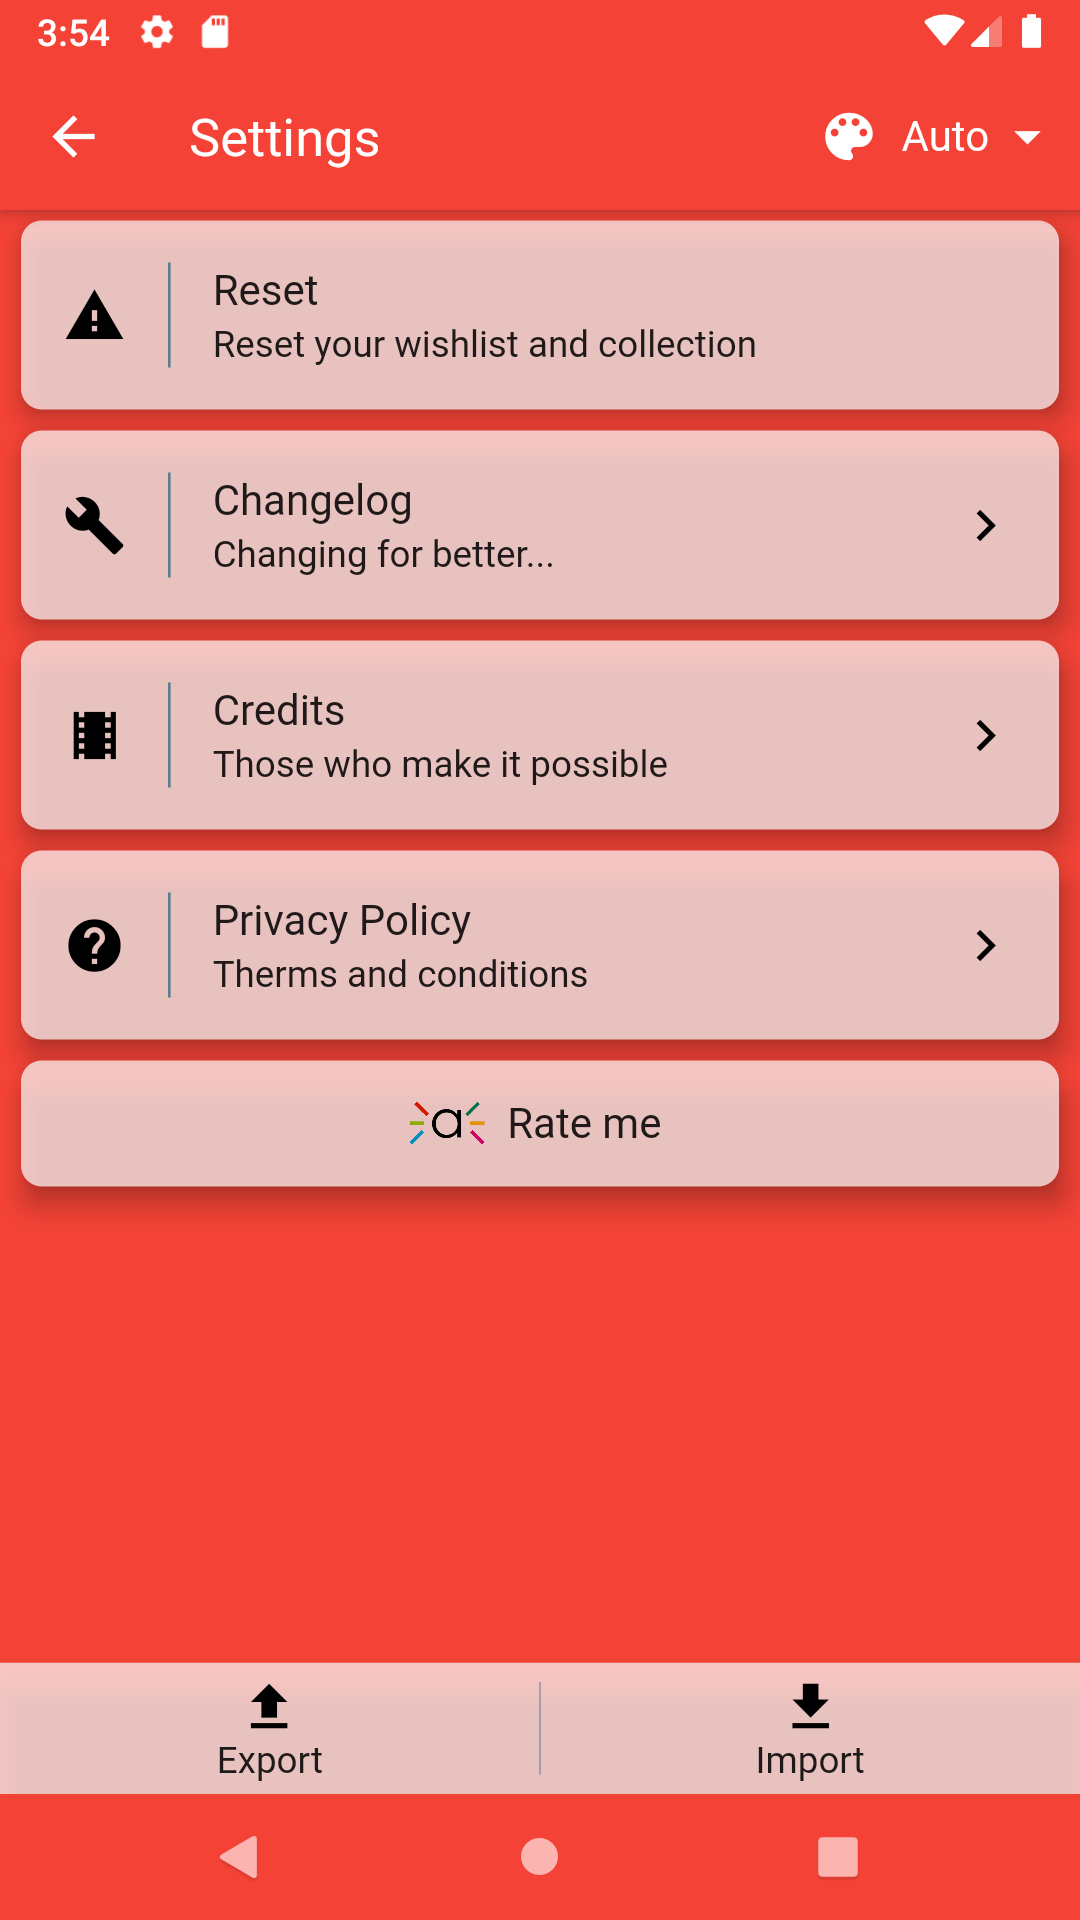 3:54
Settings
Auto
Reset
Reset your wishlist and collection
Changelog
Changing for better...
Credits
Those who make it possible
Privacy Policy
Therms and conditions
a Rate me
Export
Import